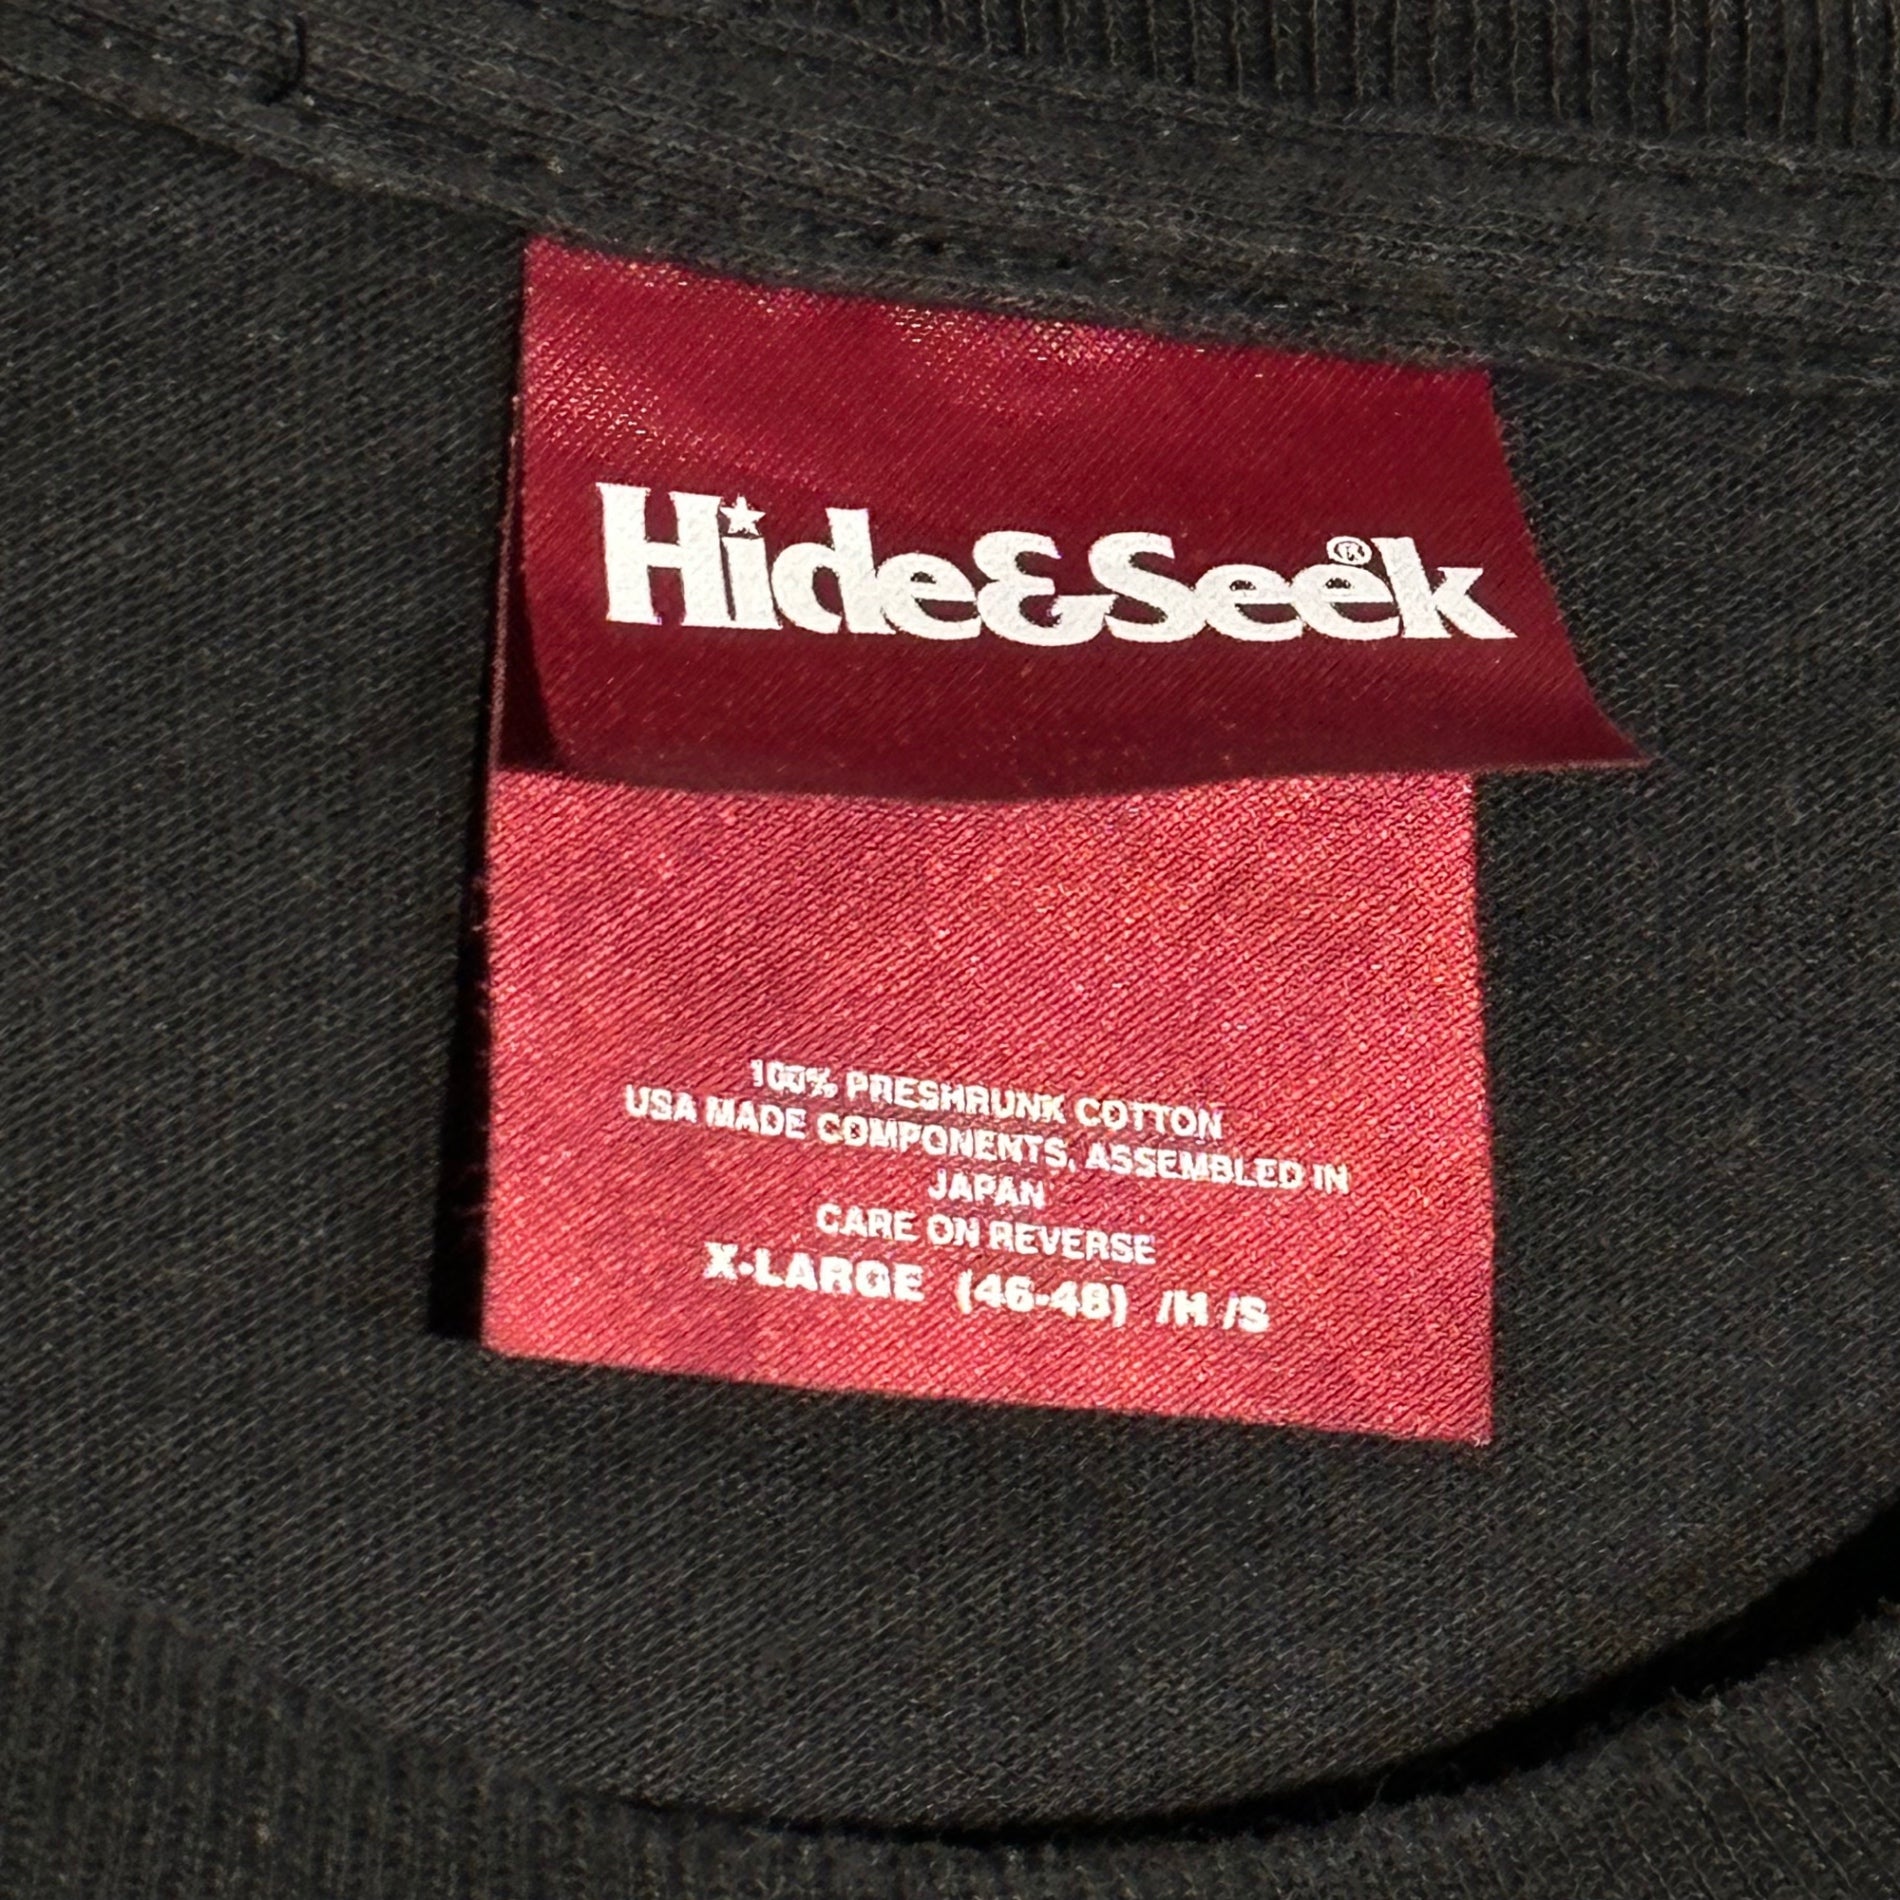 Hide&Seek®
100% PRESHRUNK COTTON
USA MADE COMPONENTS, ASSEMBLED IN
JAPAN
CARE ON REVERSE
X-LARGE (46-48) /H /S